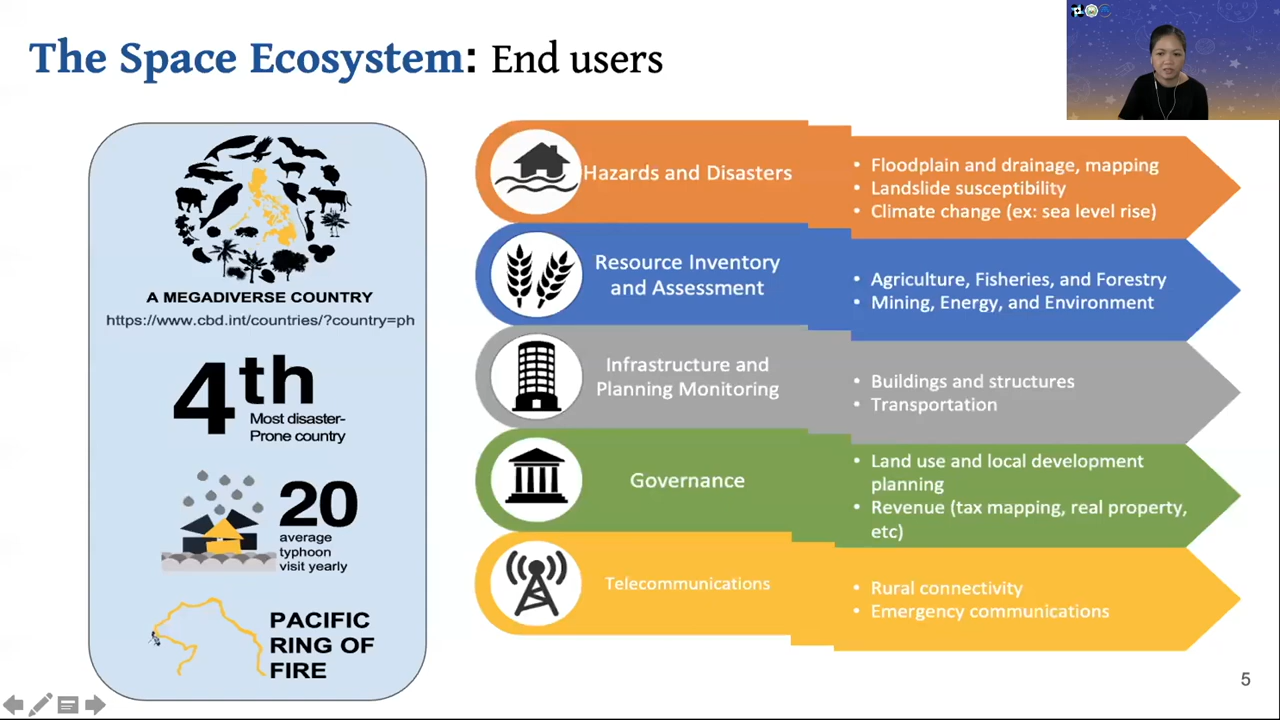 The Space Ecosystem: End users
A MEGADIVERSE COUNTRY
https://www.cbd.int/countries/?country=ph
4th
Most disaster-
Prone country
20
average
typhoon
visit yearly
PACIFIC
RING OF
FIRE
Hazards and Disasters
• Floodplain and drainage, mapping
• Landslide susceptibility
• Climate change (ex: sea level rise)
Resource Inventory
and Assessment
• Agriculture, Fisheries, and Forestry
• Mining, Energy, and Environment
Infrastructure and
Planning Monitoring
• Buildings and structures
• Transportation
Governance
• Land use and local development
planning
• Revenue (tax mapping, real property,
etc)
Telecommunications
• Rural connectivity
• Emergency communications
5